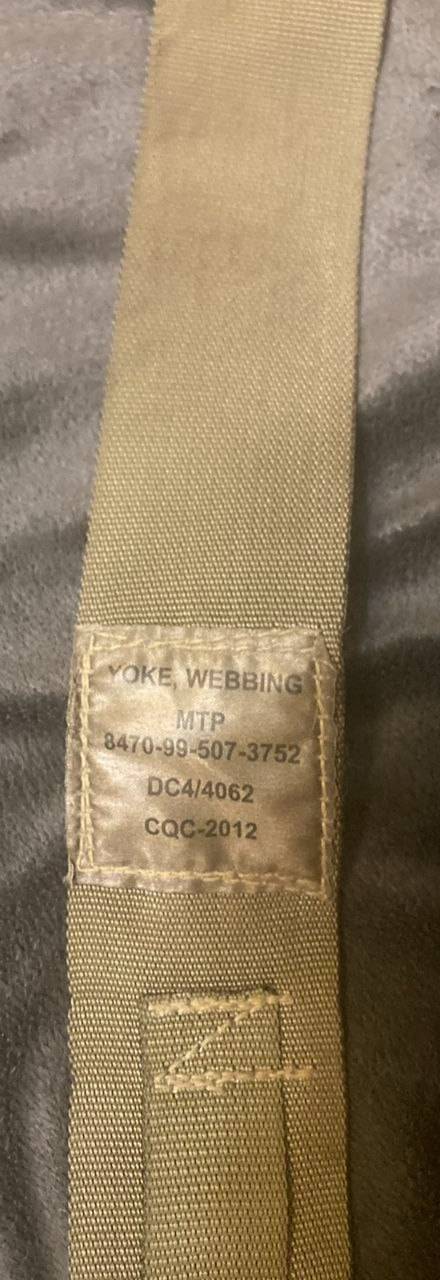 YOKE, WEBBING
MTP
8470-99-507-3752
DC4/4062
CQC-2012